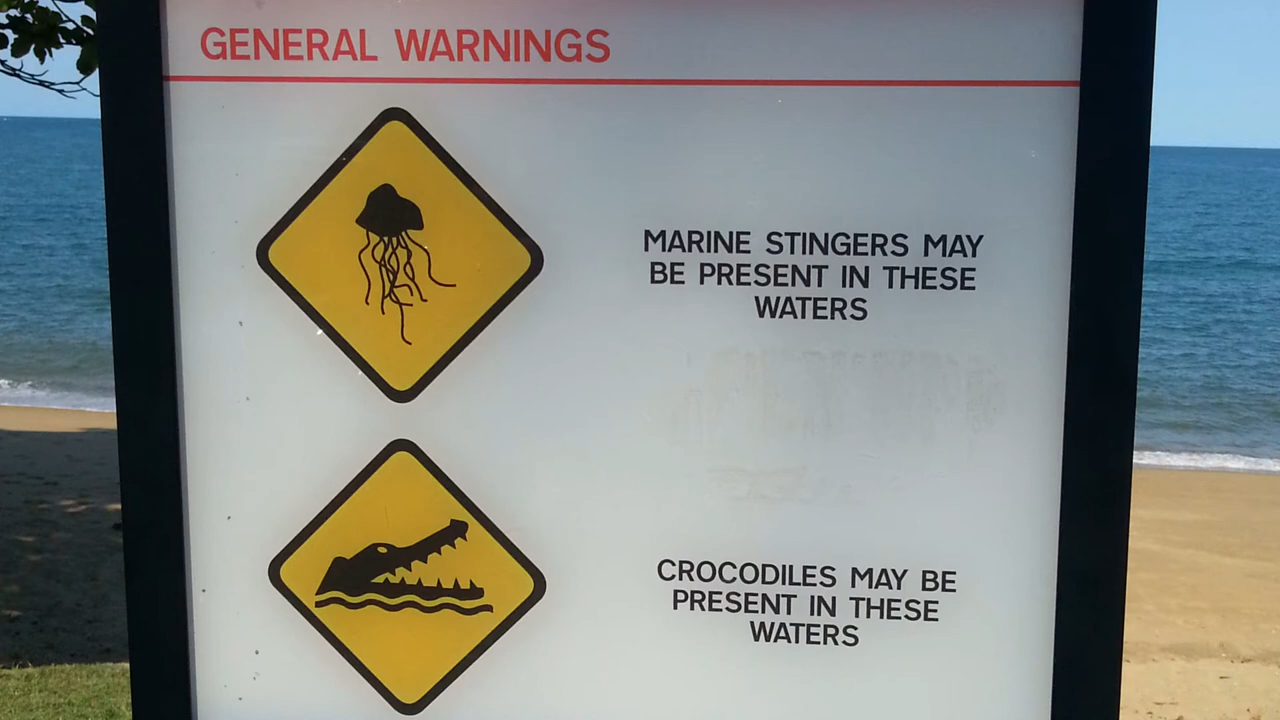 GENERAL WARNINGS
MARINE STINGERS MAY
BE PRESENT IN THESE
WATERS
CROCODILES MAY BE
PRESENT IN THESE
WATERS